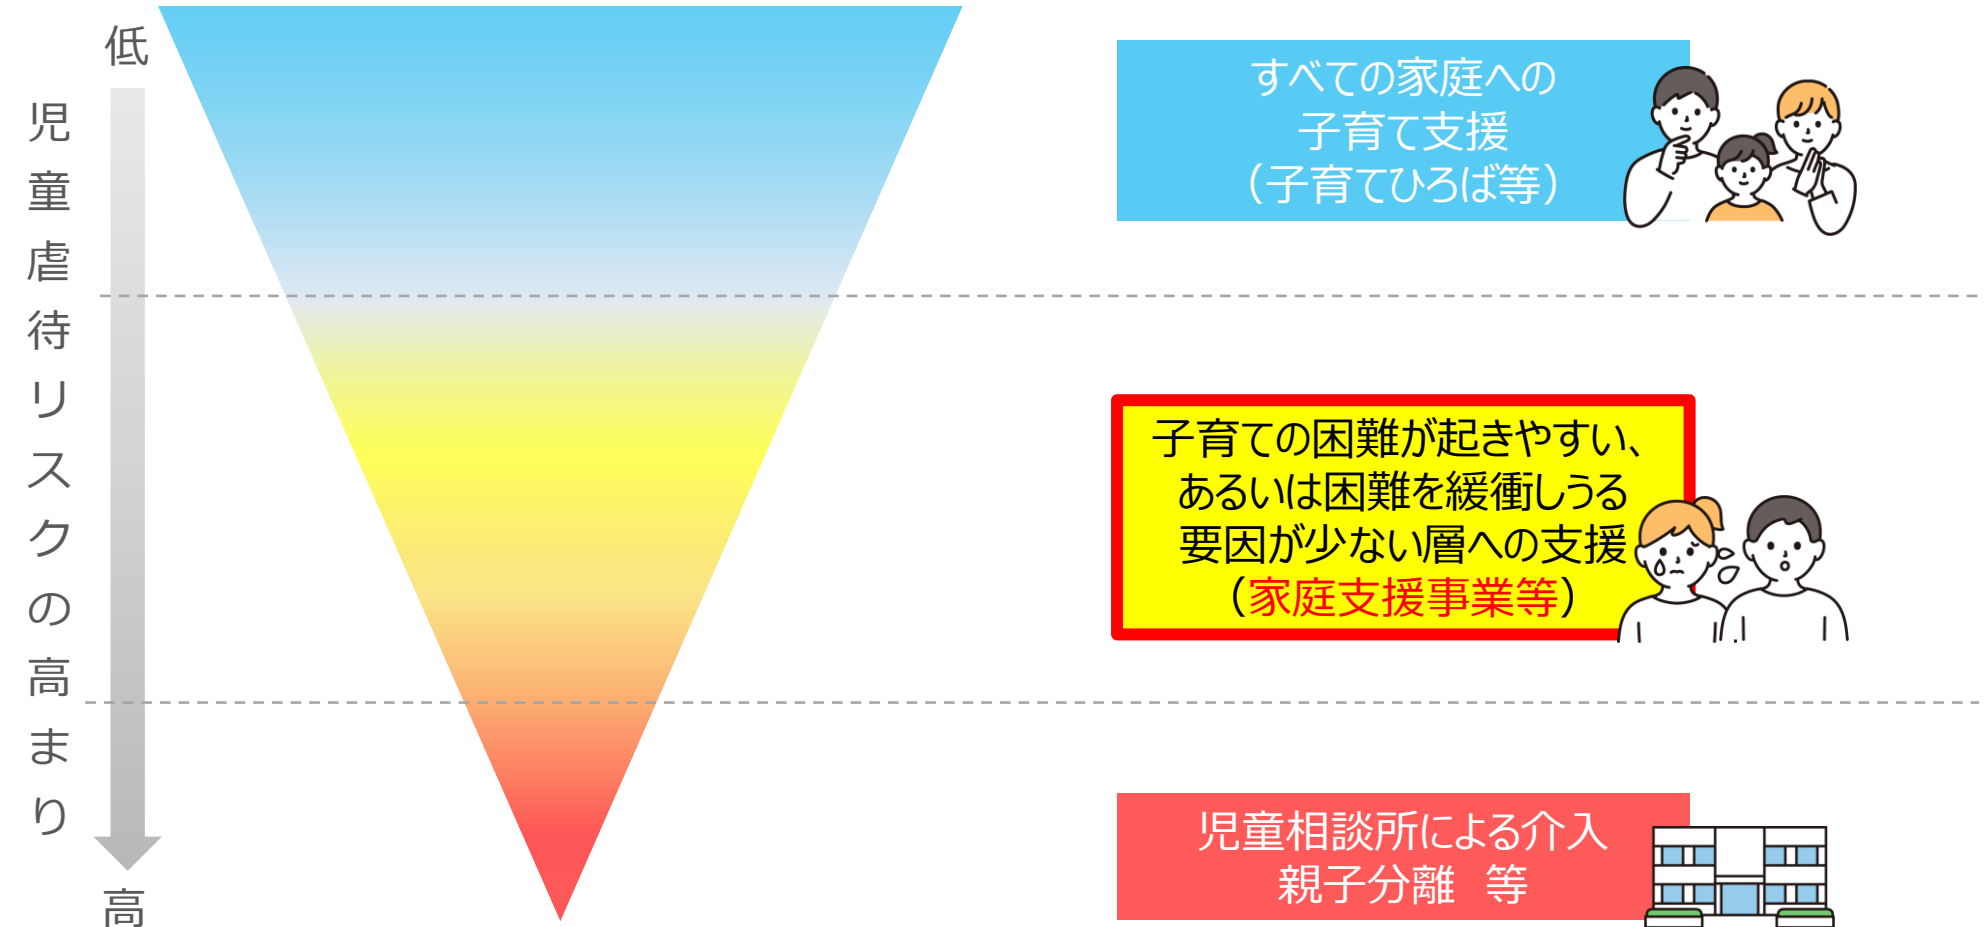 低
児童虐待リスクの高まり
高
すべての家庭への
子育て支援
（子育てひろば等）
子育ての困難が起きやすい、
あるいは困難を緩衝しうる
要因が少ない層への支援
（家庭支援事業等）
児童相談所による介入
親子分離　等